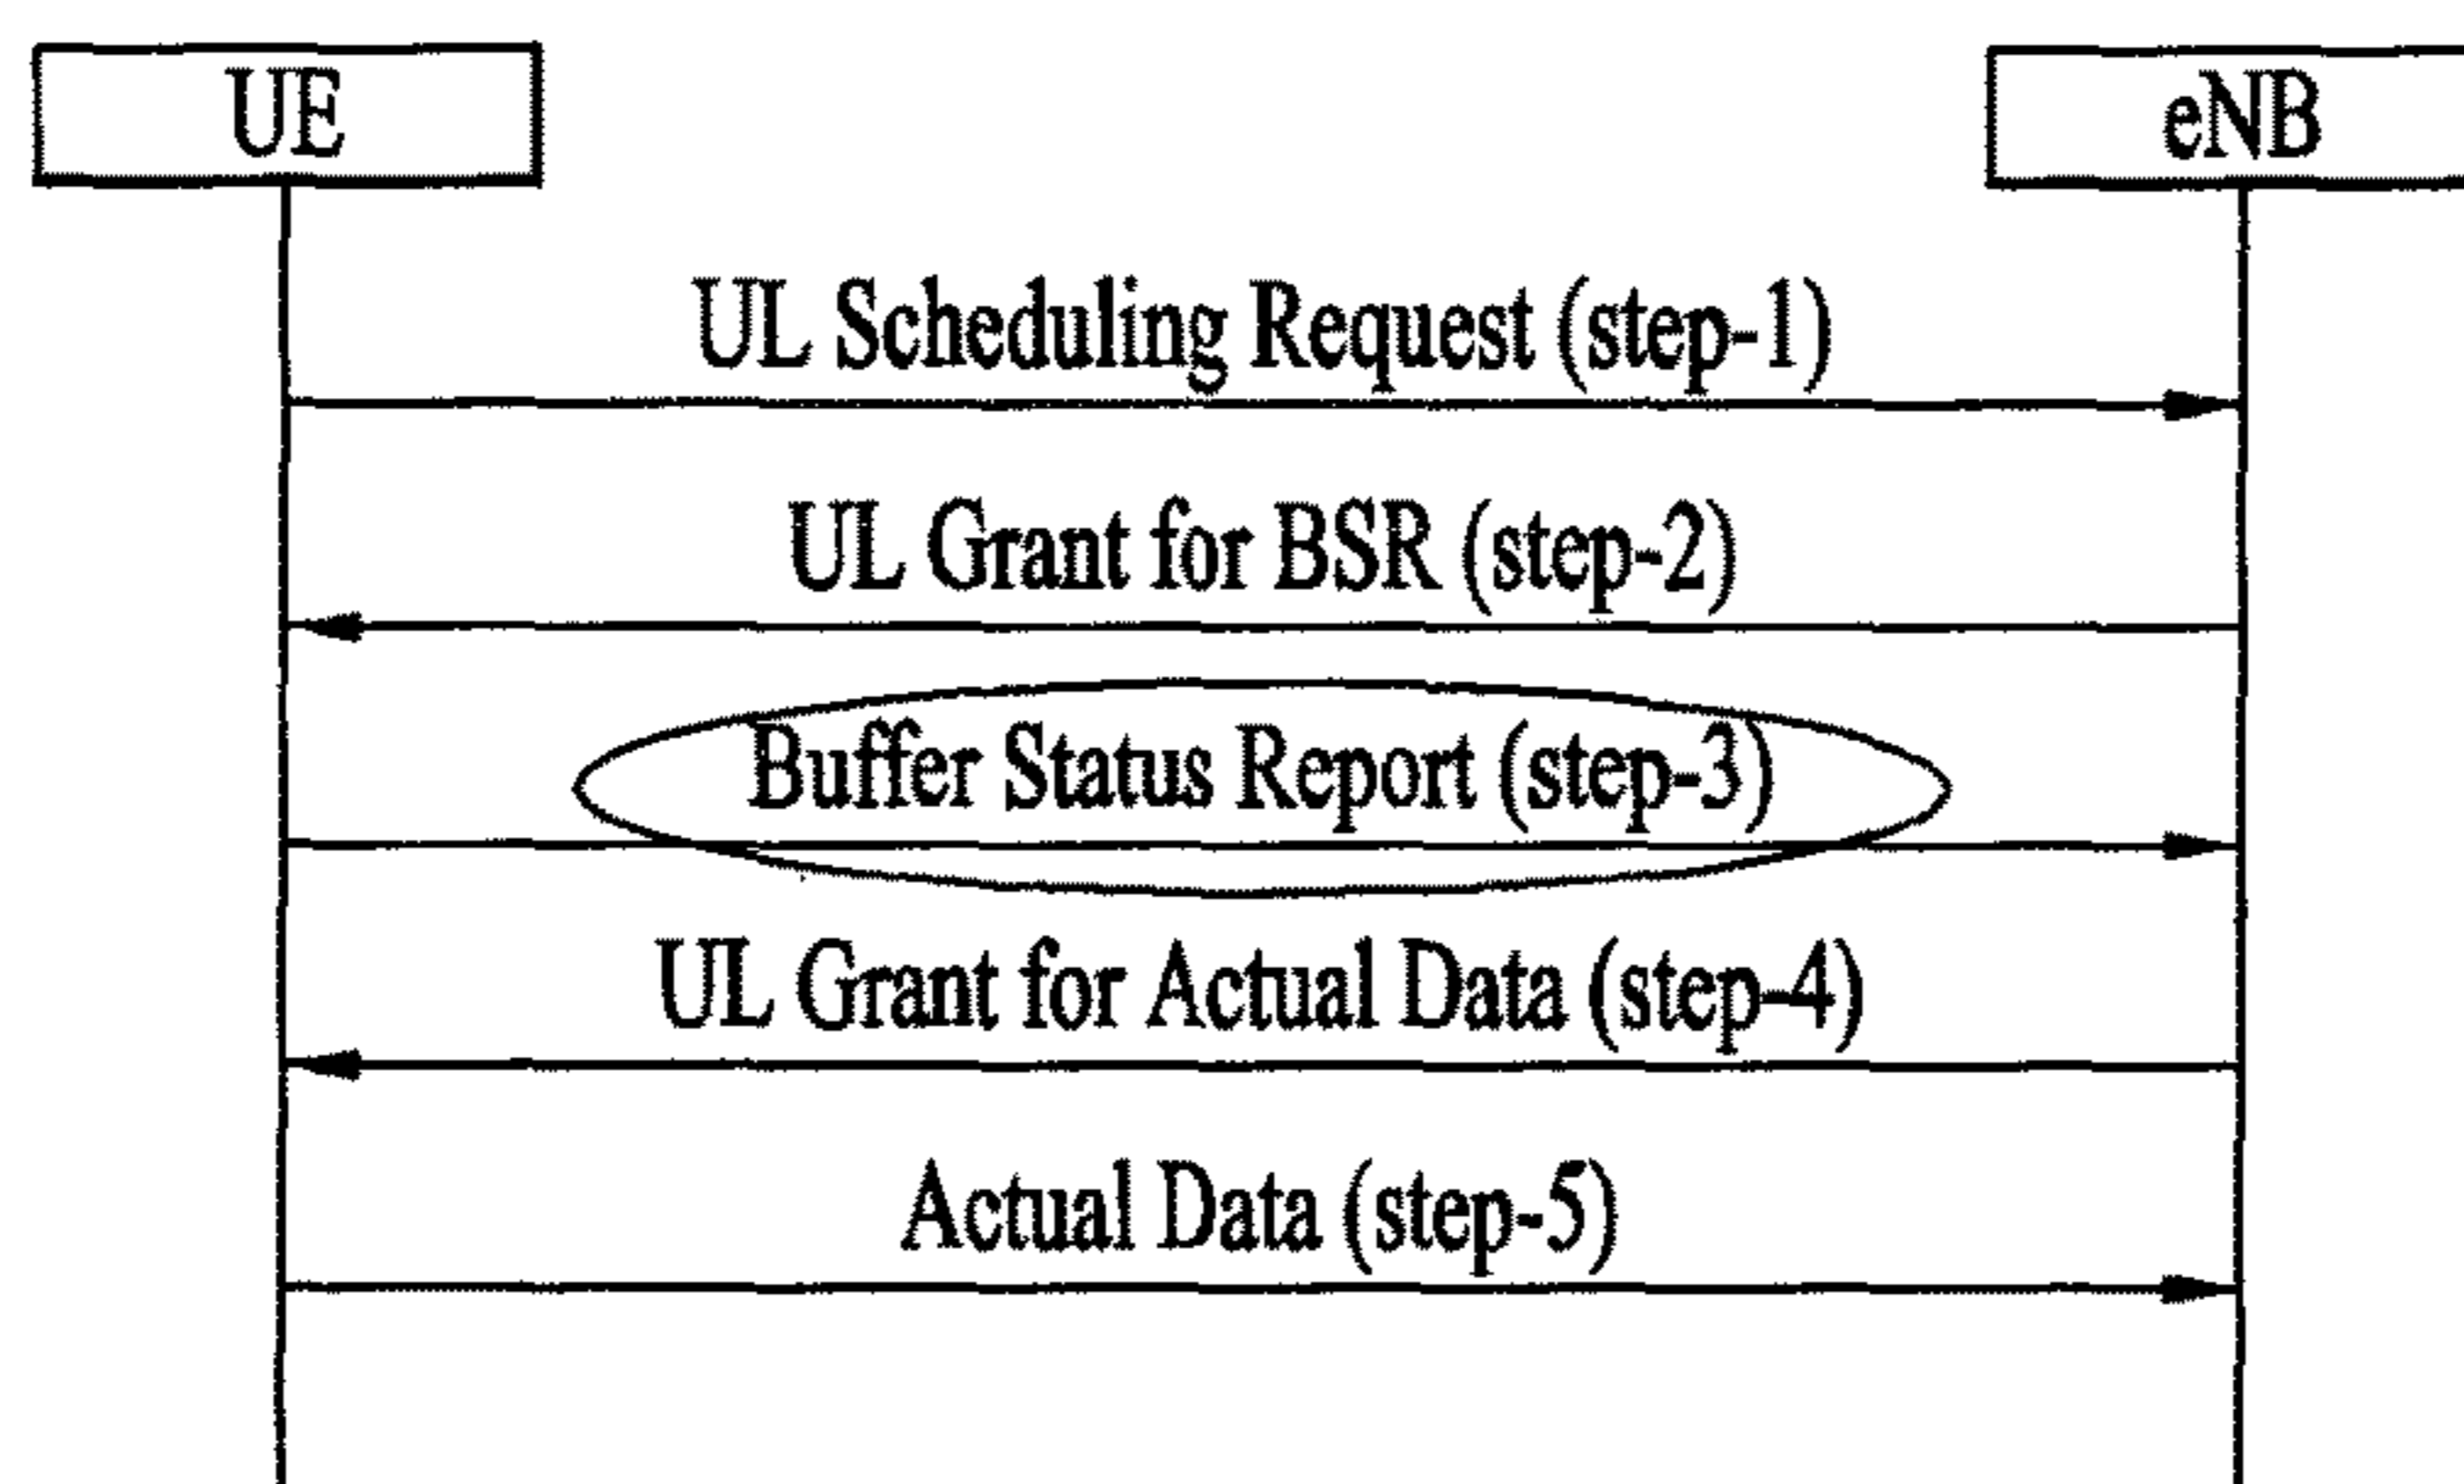 UE
eNB
UL Scheduling Request (step-1)
UL Grant for BSR (step-2)
Buffer Status Report (step-3)
UL Grant for Actual Data (step-4)
Actual Data (step-5)